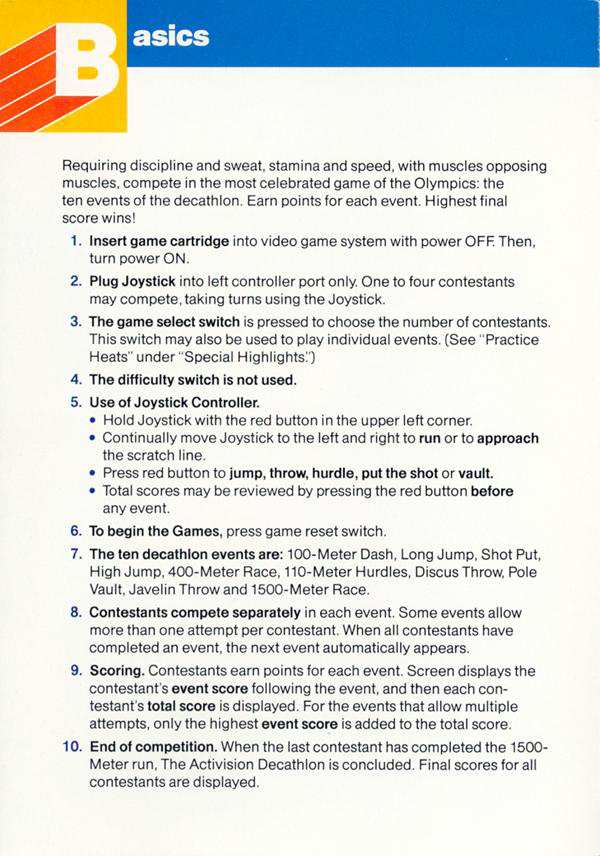 Basics
Requiring discipline and sweat, stamina and speed, with muscles opposing
muscles, compete in the most celebrated game of the Olympics: the
ten events of the decathlon. Earn points for each event. Highest final
score wins!
1. Insert game cartridge into video game system with power OFF. Then,
turn power ON.
2. Plug Joystick into left controller port only. One to four contestants
may compete, taking turns using the Joystick.
3. The game select switch is pressed to choose the number of contestants.
This switch may also be used to play individual events. (See "Practice
Heats" under "Special Highlights.")
4. The difficulty switch is not used.
5. Use of Joystick Controller.
• Hold Joystick with the red button in the upper left corner.
• Continually move Joystick to the left and right to run or to approach
the scratch line.
• Press red button to jump, throw, hurdle, put the shot or vault.
• Total scores may be reviewed by pressing the red button before
any event.
6. To begin the Games, press game reset switch.
7. The ten decathlon events are: 100-Meter Dash, Long Jump, Shot Put,
High Jump, 400-Meter Race, 110-Meter Hurdles, Discus Throw, Pole
Vault, Javelin Throw and 1500-Meter Race.
8. Contestants compete separately in each event. Some events allow
more than one attempt per contestant. When all contestants have
completed an event, the next event automatically appears.
9. Scoring. Contestants earn points for each event. Screen displays the
contestant's event score following the event, and then each con-
testant's total score is displayed. For the events that allow multiple
attempts, only the highest event score is added to the total score.
10. End of competition. When the last contestant has completed the 1500-
Meter run, The Activision Decathlon is concluded. Final scores for all
contestants are displayed.